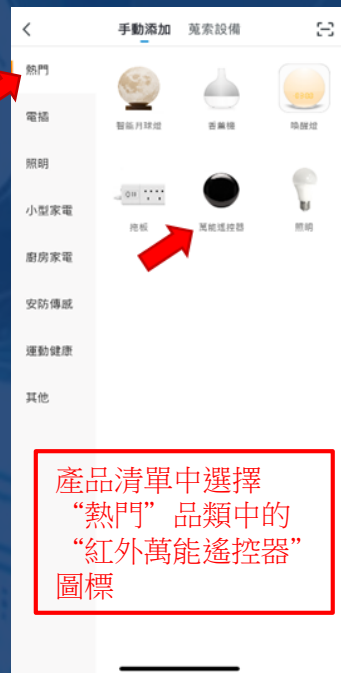 手動添加 蒐索設備
熱門
智能月球燈 香薰機 喚醒燈
電插
照明
拖板 萬能遙控器 照明
小型家電
廚房家電
安防傳感
運動健康
其他
產品清單中選擇
“熱門”品類中的
“紅外萬能遙控器”
圖標